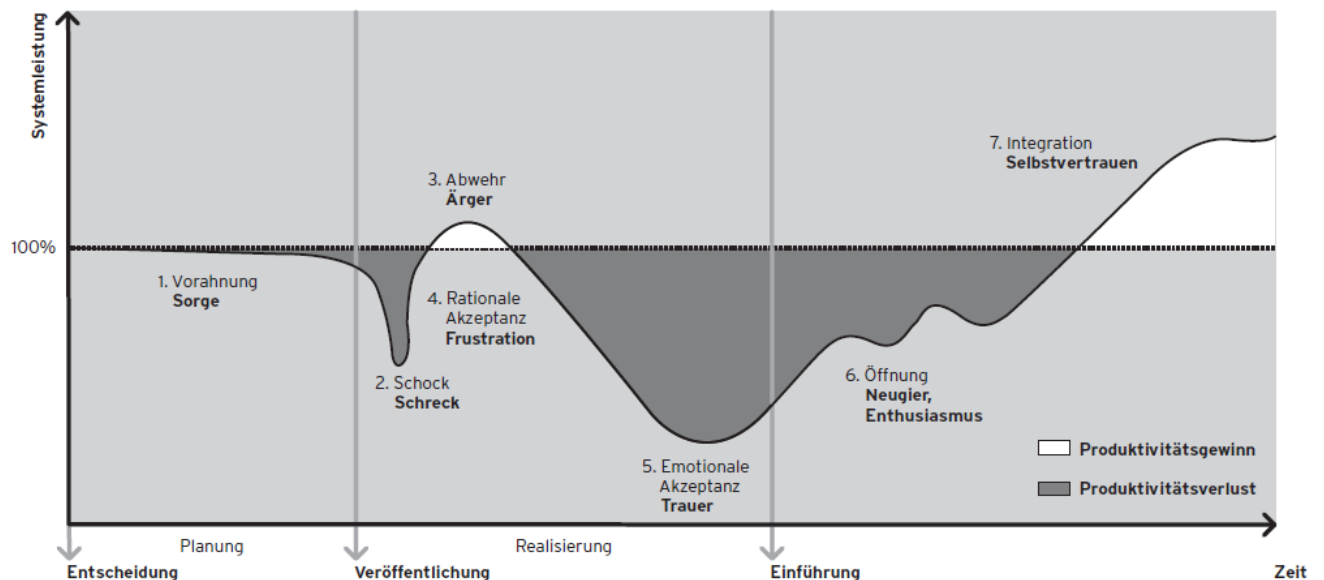 Systemleistung
100%
1. Vorahnung
Sorge
2. Schock
Schreck
3. Abwehr
Ärger
4. Rationale
Akzeptanz
Frustration
5. Emotionale
Akzeptanz
Trauer
6. Öffnung
Neugier,
Enthusiasmus
7. Integration
Selbstvertrauen
Produktivitätsgewinn
Produktivitätsverlust
Planung
Realisierung
Entscheidung
Veröffentlichung
Einführung
Zeit